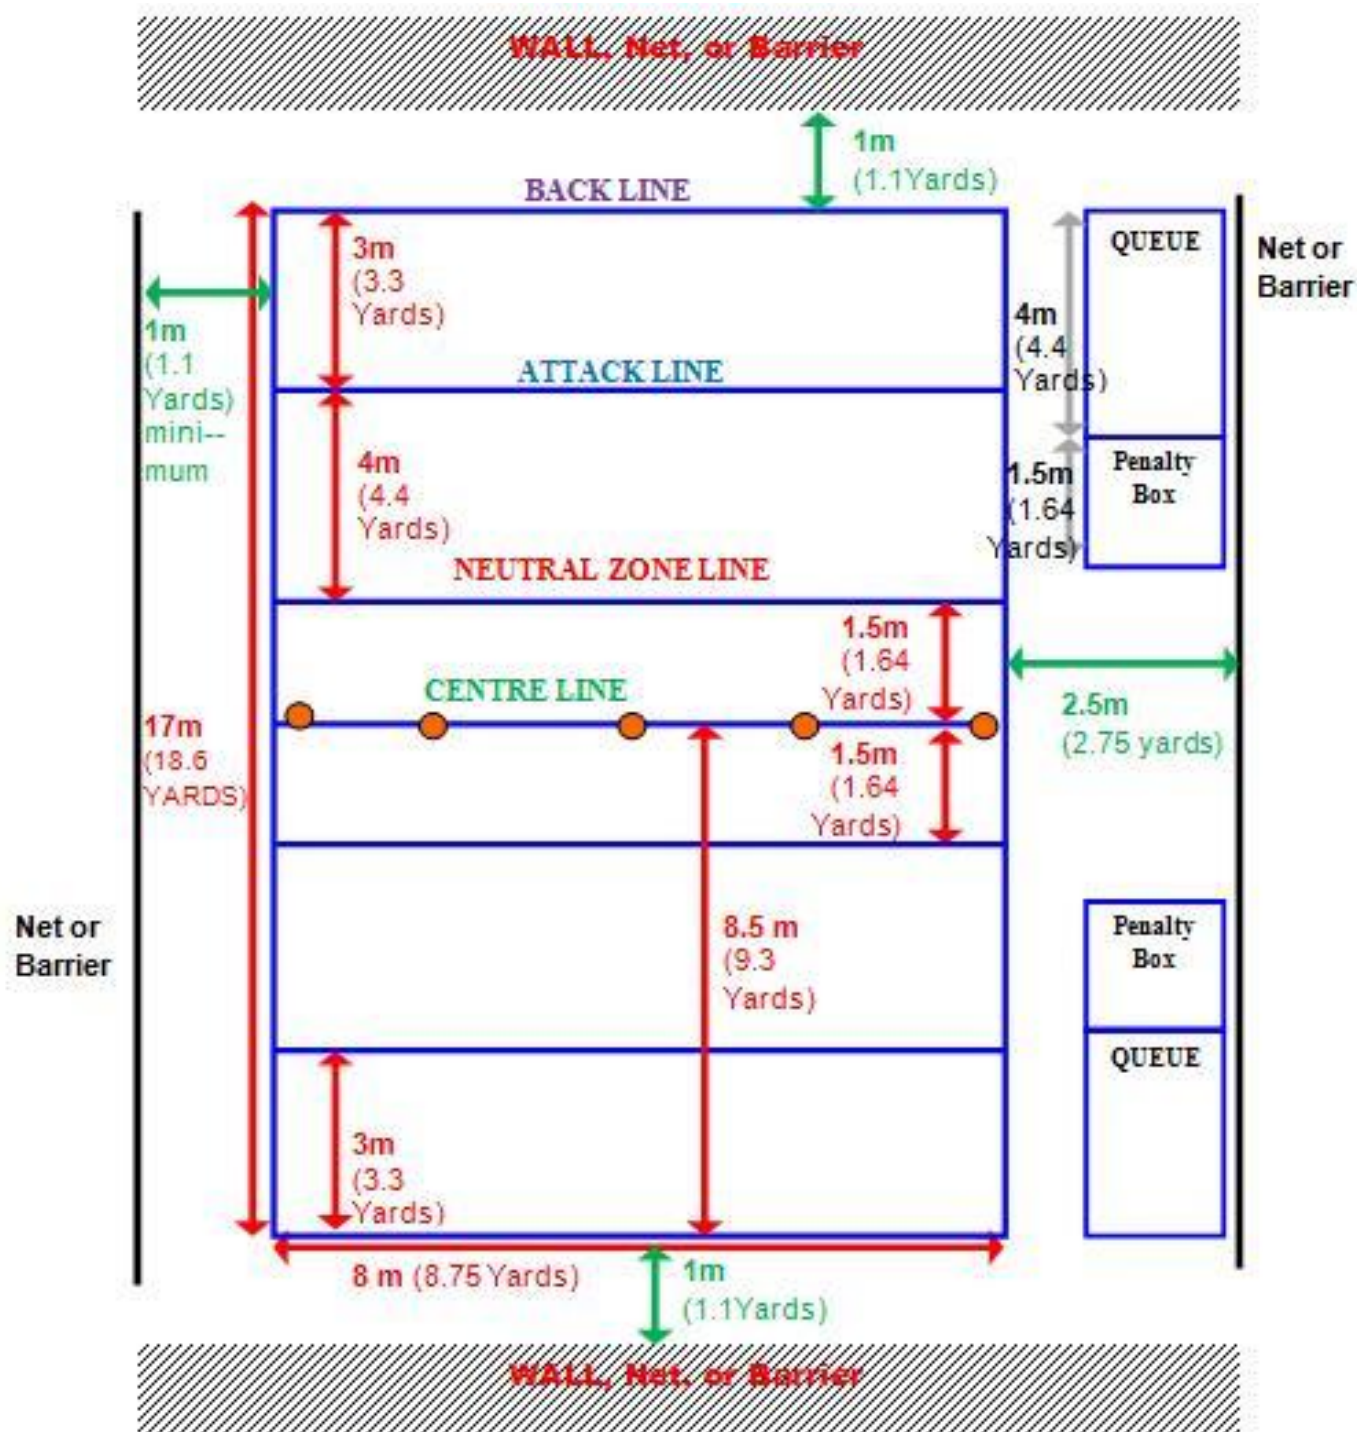 WALL, Net, or Barrier
1m
(1.1Yards)
BACK LINE
3m
(3.3
Yards)
QUEUE
Net or
Barrier
1m
(1.1
Yards)
mini--
mum
4m
(4.4
Yards)
ATTACK LINE
4m
(4.4
Yards)
Penalty
Box
1.5m
(1.64
Yards)
NEUTRAL ZONE LINE
1.5m
(1.64
Yards)
CENTRE LINE
2.5m
(2.75 yards)
17m
(18.6
YARDS)
1.5m
(1.64
Yards)
Net or
Barrier
8.5 m
(9.3
Yards)
Penalty
Box
QUEUE
3m
(3.3
Yards)
8 m (8.75 Yards)
1m
(1.1Yards)
WALL, Net, or Barrier